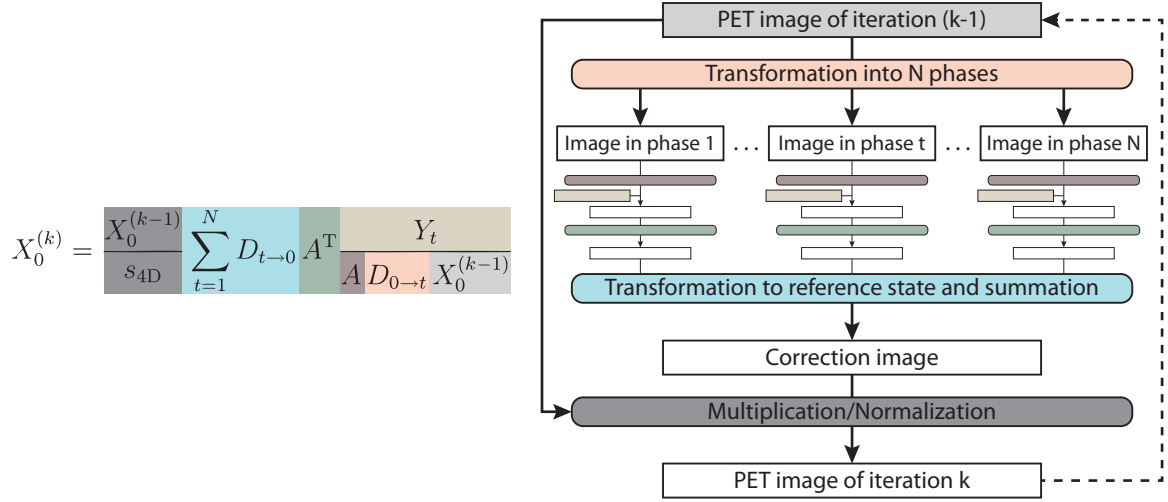 X_0^{(k)} = \frac{X_0^{(k-1)}}{s_{4D}} \sum_{t=1}^{N} D_{t→0} A^T \frac{Y_t}{A D_{0→t} X_0^{(k-1)}}
PET image of iteration (k-1)
Transformation into N phases
Image in phase 1 ... Image in phase t ... Image in phase N
Transformation to reference state and summation
Correction image
Multiplication/Normalization
PET image of iteration k